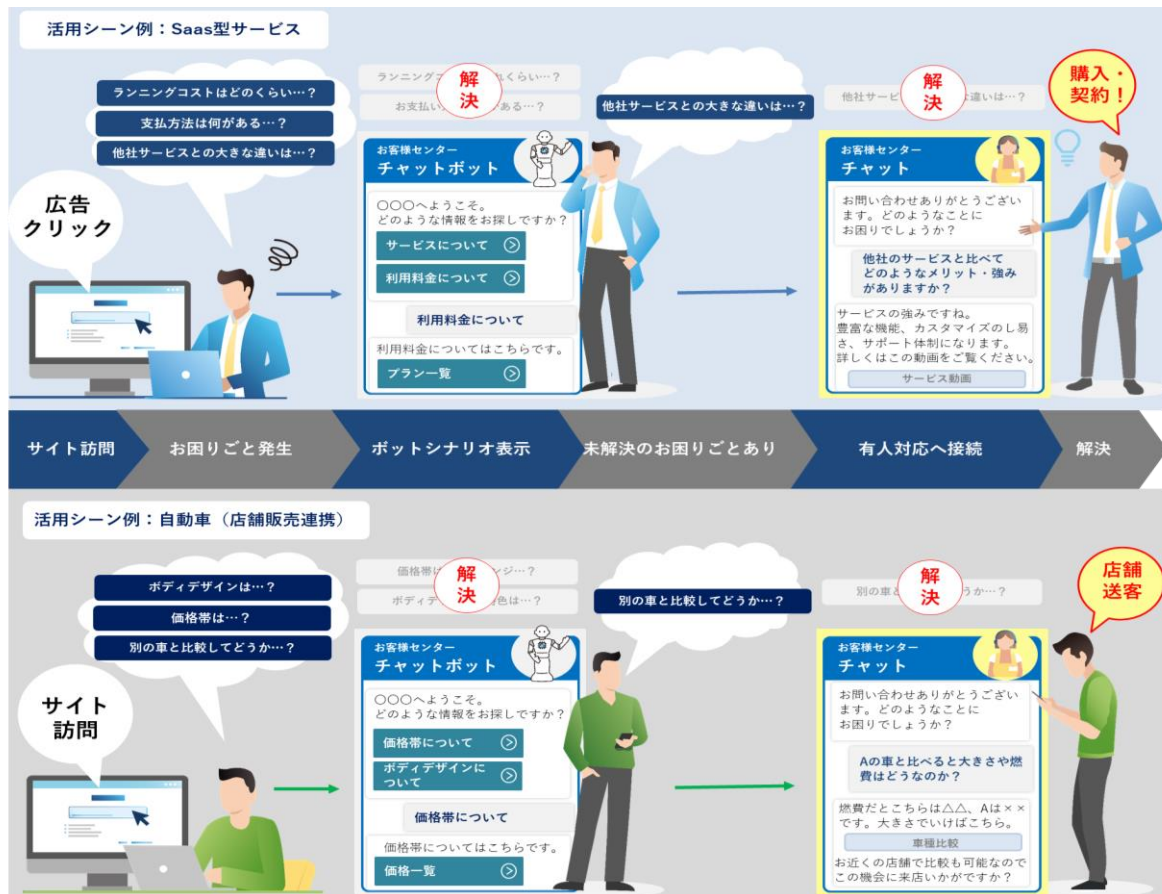 活用シーン例：Saas型サービス
ランニングコストはどのくらい…？
支払方法は何がある…？
他社サービスとの大きな違いは…？
広告
クリック
ランニングコ
れくらい…？
お支払い
がある…？
解
決
お客様センター
チャットボット
〇〇〇へようこそ。
どのような情報をお探しですか？
サービスについて
利用料金について
利用料金について
利用料金についてはこちらです。
プラン一覧
他社サービスとの大きな違いは…？
他社サービ
な違いは…？
解
決
お客様センター
チャット
お問い合わせありがとうござい
ます。どのようなことに
お困りでしょうか？
他社のサービスと比べて
どのようなメリット・強み
がありますか？
サービスの強みですね。
豊富な機能、カスタマイズのし易
さ、サポート体制になります。
詳しくはこの動画をご覧ください。
サービス動画
購入・
契約！
サイト訪問
お困りごと発生
ボットシナリオ表示
未解決のお困りごとあり
有人対応へ接続
解決
活用シーン例：自動車（店舗販売連携）
ボディデザインは…？
価格帯は…？
別の車と比較してどうか…？
サイト
訪問
価格帯は
ンジ…？
ボディデ
色は…？
解
決
お客様センター
チャットボット
〇〇〇へようこそ。
どのような情報をお探しですか？
価格帯について
ボディデザインに
ついて
価格帯について
価格帯についてはこちらです。
価格一覧
別の車と比較してどうか…？
別の車と
うか…？
解
決
お客様センター
チャット
お問い合わせありがとうござい
ます。どのようなことに
お困りでしょうか？
Aの車と比べると大きさや燃
費はどうなのか？
燃費だとこちらは△△、Aは××
です。大きさでいけばこちら。
車種比較
お近くの店舗で比較も可能なので
この機会に来店いかがですか？
店舗
送客